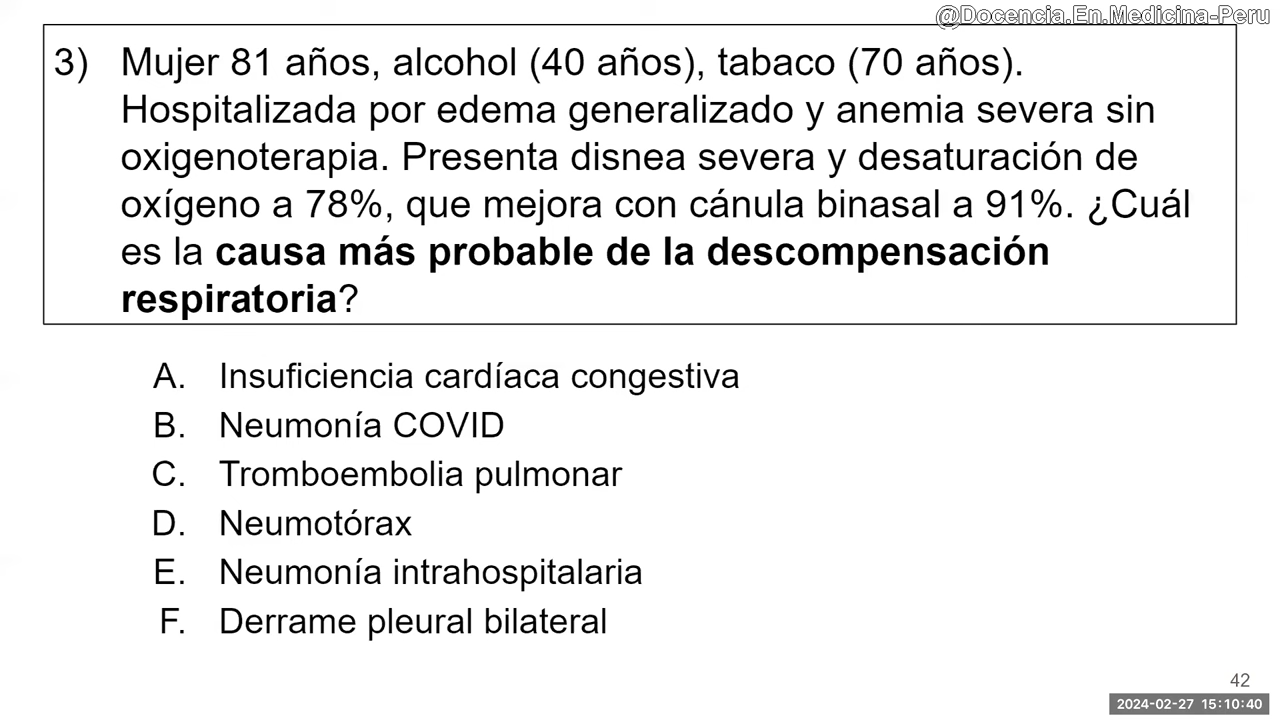 @Docencia.En.Medicina-Peru
3) Mujer 81 años, alcohol (40 años), tabaco (70 años).
Hospitalizada por edema generalizado y anemia severa sin
oxigenoterapia. Presenta disnea severa y desaturación de
oxígeno a 78%, que mejora con cánula binasal a 91%. ¿Cuál
es la causa más probable de la descompensación
respiratoria?
A. Insuficiencia cardíaca congestiva
B. Neumonía COVID
C. Tromboembolia pulmonar
D. Neumotórax
E. Neumonía intrahospitalaria
F. Derrame pleural bilateral
42
2024-02-27 15:10:40